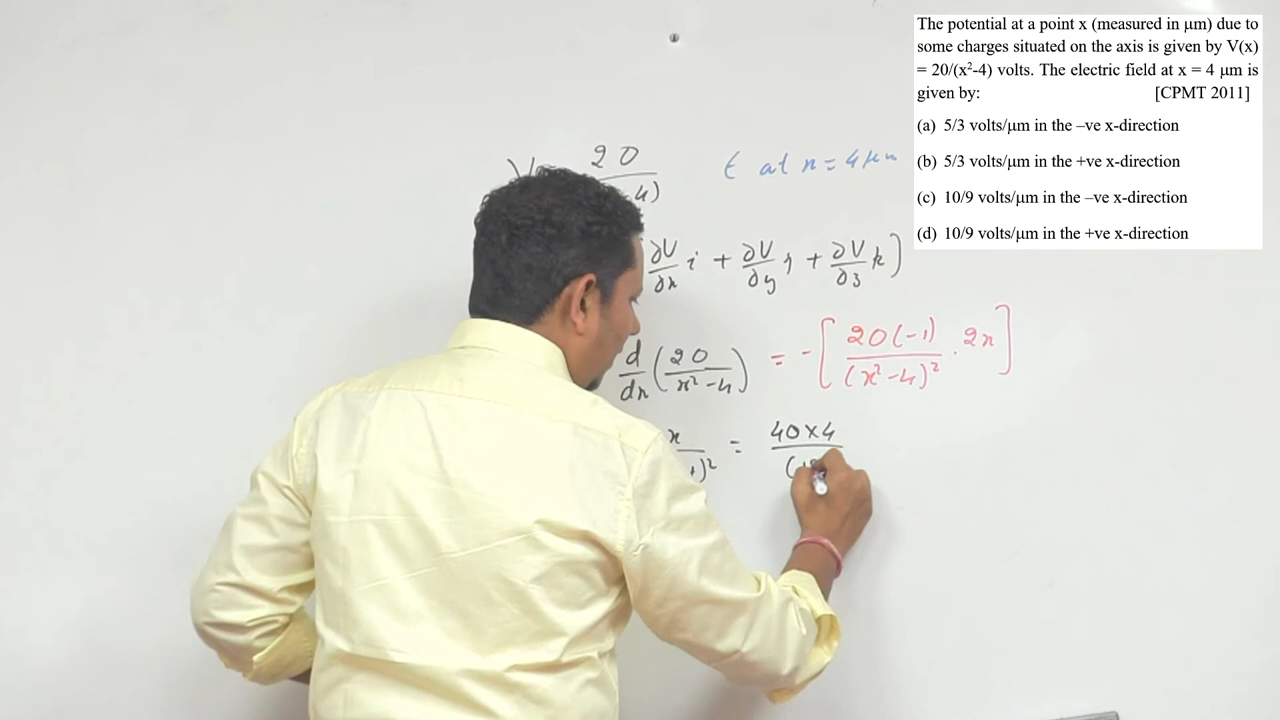 The potential at a point x (measured in μm) due to
some charges situated on the axis is given by V(x)
= 20/(x²-4) volts. The electric field at x = 4 μm is
given by: [CPMT 2011]
(a) 5/3 volts/μm in the –ve x-direction
(b) 5/3 volts/μm in the +ve x-direction
(c) 10/9 volts/μm in the –ve x-direction
(d) 10/9 volts/μm in the +ve x-direction
20
4)
E at x = 4 μm
∂V/∂x i + ∂V/∂y j + ∂V/∂z k)
d/dx (20/(x²-4)) = -[20(-1)/(x²-4)² . 2x]
x
)² = 40×4